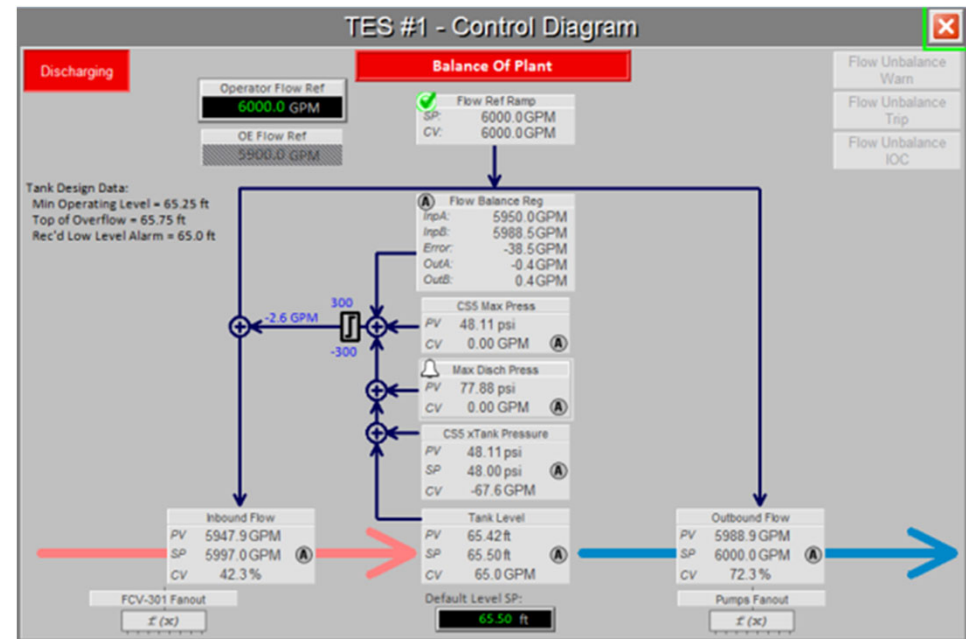 TES #1 - Control Diagram
Discharging
Balance Of Plant
Flow Unbalance
Warn
Flow Unbalance
Trip
Flow Unbalance
IOC
Operator Flow Ref
6000.0 GPM
OE Flow Ref
5900.0 GPM
Flow Ref Ramp
SP: 6000.0GPM
CV: 6000.0GPM
Tank Design Data:
Min Operating Level = 65.25 ft
Top of Overflow = 65.75 ft
Rec'd Low Level Alarm = 65.0 ft
A Flow Balance Reg
InpA: 5950.0GPM
InpB: 5988.5GPM
Error: -38.5GPM
OutA: -0.4GPM
OutB: 0.4GPM
300
-2.6 GPM
-300
CS5 Max Press
PV 48.11 psi
CV 0.00 GPM A
Max Disch Press
PV 77.88 psi
CV 0.00 GPM A
CS5 xTank Pressure
PV 48.11 psi
SP 48.00 psi A
CV -67.6 GPM
Inbound Flow
PV 5947.9 GPM
SP 5997.0 GPM A
CV 42.3 %
Tank Level
PV 65.42 ft
SP 65.50 ft A
CV 65.0 GPM
Outbound Flow
PV 5988.9 GPM
SP 6000.0 GPM A
CV 72.3 %
FCV-301 Fanout
f (x)
Default Level SP:
65.50 ft
Pumps Fanout
f (x)